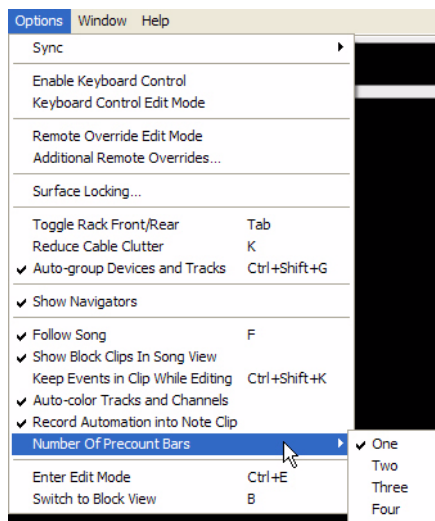 Options Window Help
Sync
Enable Keyboard Control
Keyboard Control Edit Mode
Remote Override Edit Mode
Additional Remote Overrides...
Surface Locking...
Toggle Rack Front/Rear Tab
Reduce Cable Clutter K
Auto-group Devices and Tracks Ctrl+Shift+G
Show Navigators
Follow Song F
Show Block Clips In Song View
Keep Events in Clip While Editing Ctrl+Shift+K
Auto-color Tracks and Channels
Record Automation into Note Clip
Number Of Precount Bars One
Two
Three
Four
Enter Edit Mode Ctrl+E
Switch to Block View B